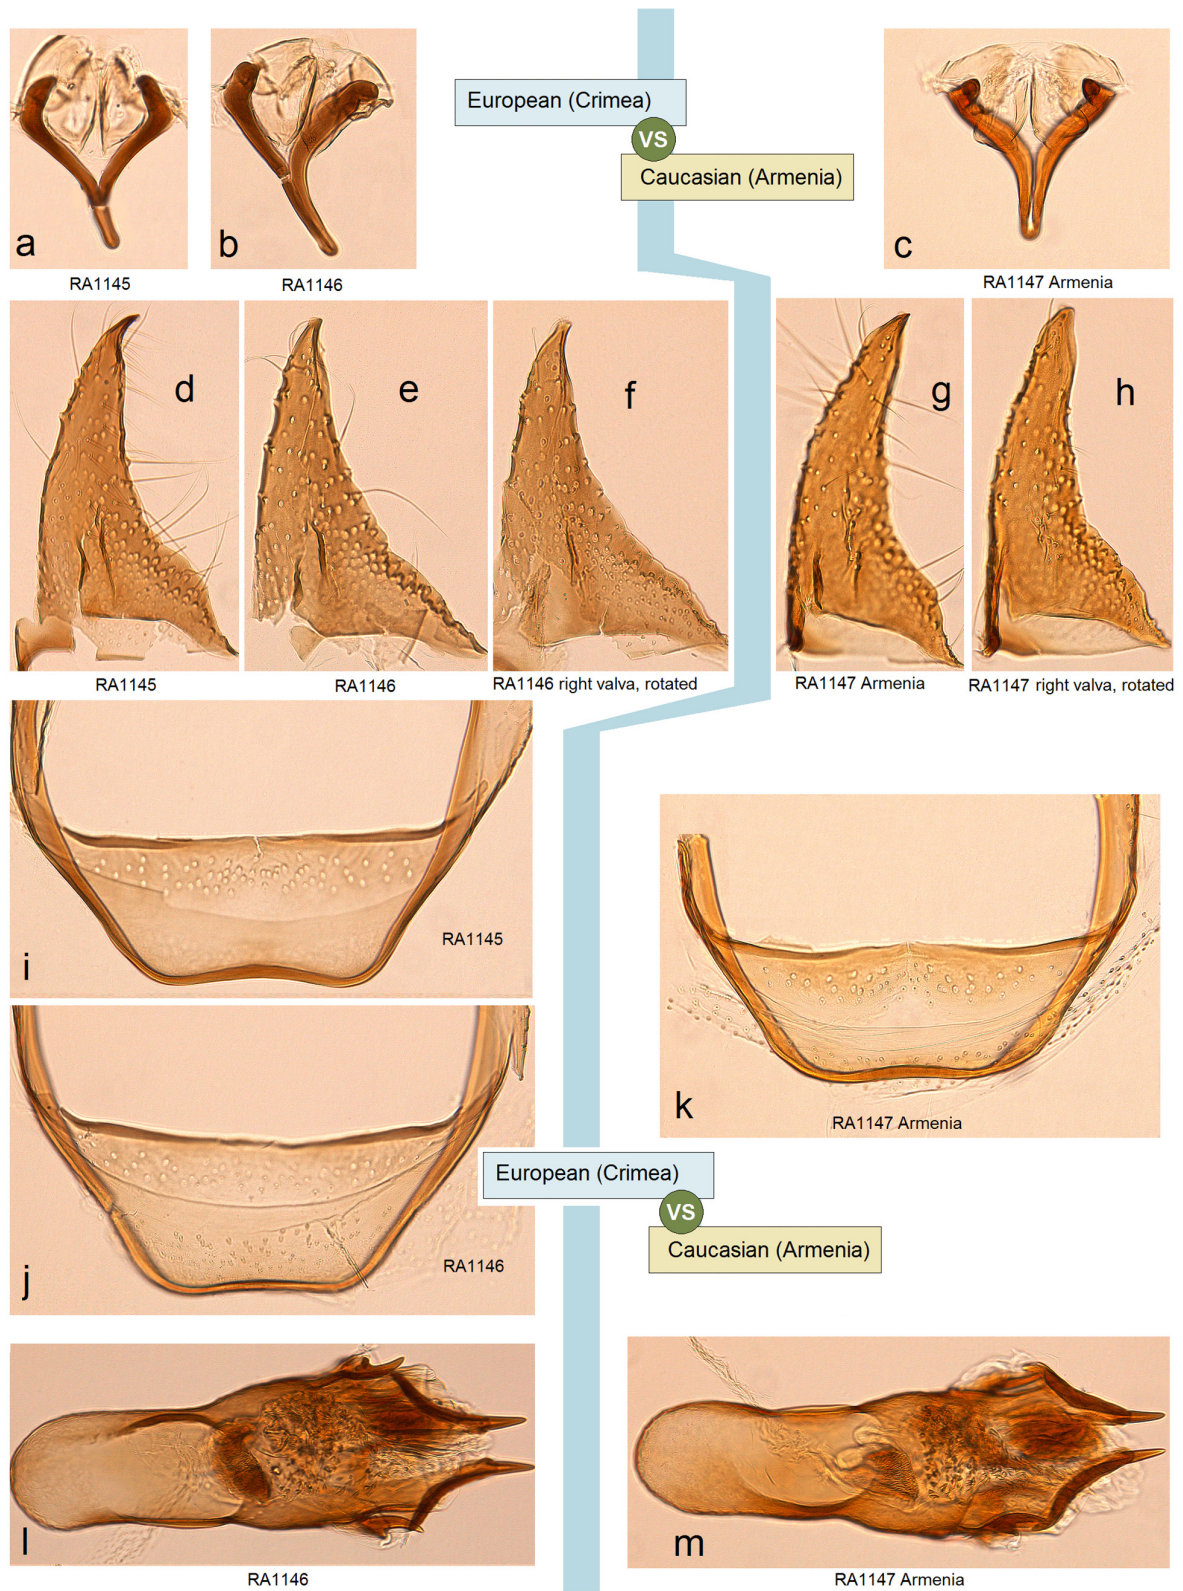 European (Crimea)
VS
Caucasian (Armenia)
a
b
c
RA1145
RA1146
RA1147 Armenia
d
e
f
g
h
RA1145
RA1146
RA1146 right valva, rotated
RA1147 Armenia
RA1147 right valva, rotated
i
RA1145
k
RA1147 Armenia
j
RA1146
European (Crimea)
VS
Caucasian (Armenia)
l
RA1146
m
RA1147 Armenia